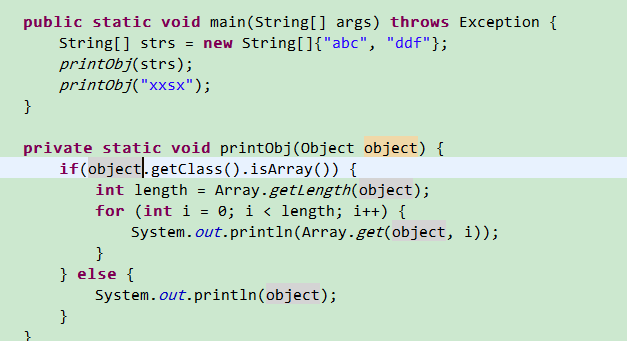 public static void main(String[] args) throws Exception {
String[] strs = new String[]{"abc", "ddf"};
printObj(strs);
printObj("xxsx");
}
private static void printObj(Object object) {
if(object.getClass().isArray()) {
int length = Array.getLength(object);
for (int i = 0; i < length; i++) {
System.out.println(Array.get(object, i));
}
} else {
System.out.println(object);
}
}